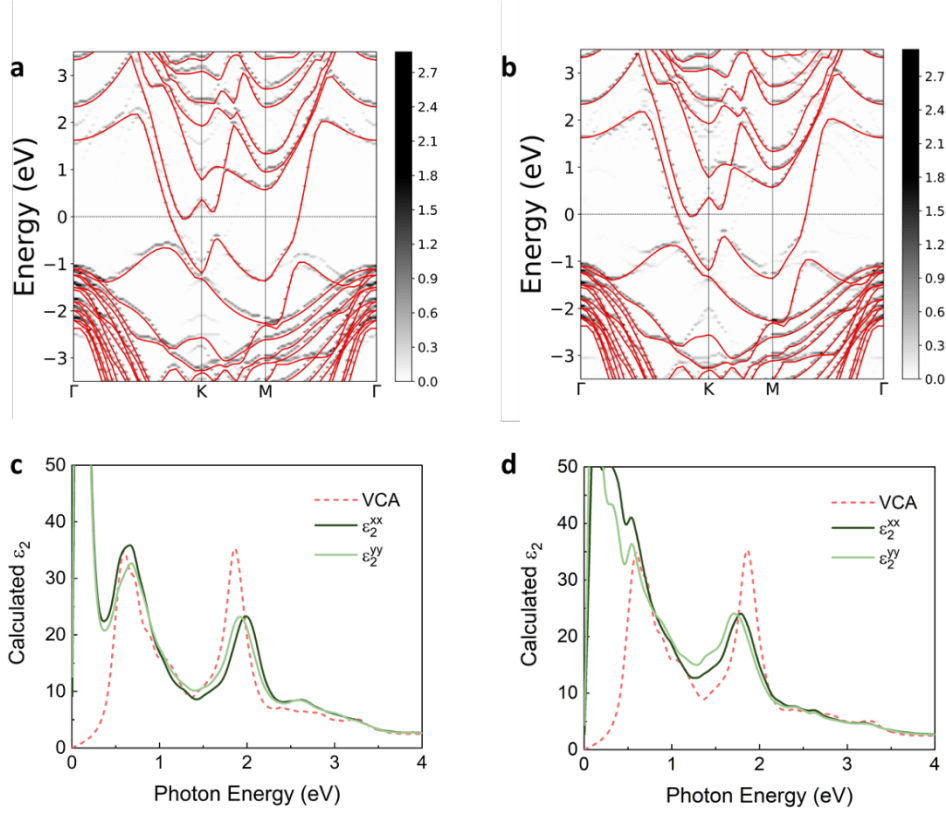 a
b
Energy (eV)
3
2
1
0
−1
−2
−3
Γ
K
M
Γ
2.7
2.4
2.1
1.8
1.5
1.2
0.9
0.6
0.3
0.0
Energy (eV)
3
2
1
0
−1
−2
−3
Γ
K
M
Γ
2.7
2.4
2.1
1.8
1.5
1.2
0.9
0.6
0.3
0.0
c
Calculated ε₂
50
40
30
20
10
0
0
1
2
3
4
Photon Energy (eV)
VCA
ε₂ˣˣ
ε₂ʸʸ
d
Calculated ε₂
50
40
30
20
10
0
0
1
2
3
4
Photon Energy (eV)
VCA
ε₂ˣˣ
ε₂ʸʸ